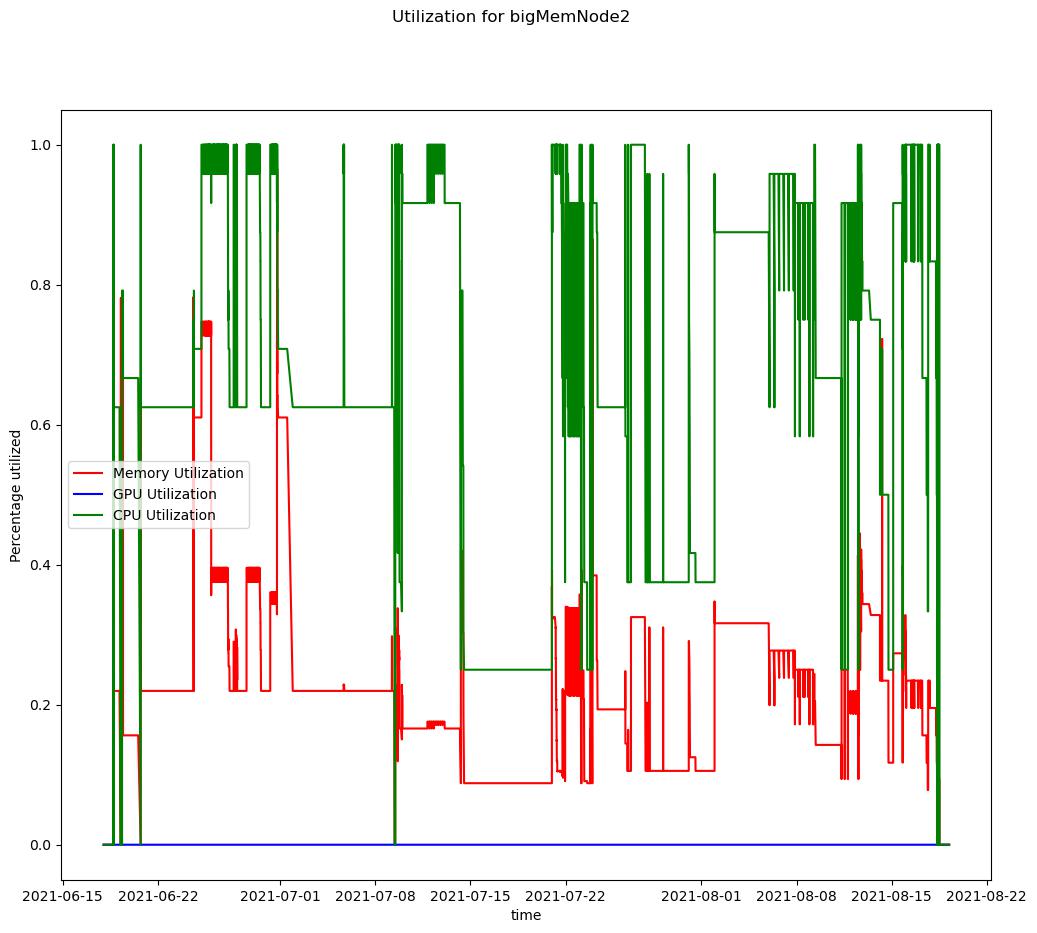 Utilization for bigMemNode2
1.0
0.8
0.6
0.4
0.2
0.0
Percentage utilized
Memory Utilization
GPU Utilization
CPU Utilization
2021-06-15 2021-06-22 2021-07-01 2021-07-08 2021-07-15 2021-07-22 2021-08-01 2021-08-08 2021-08-15 2021-08-22
time